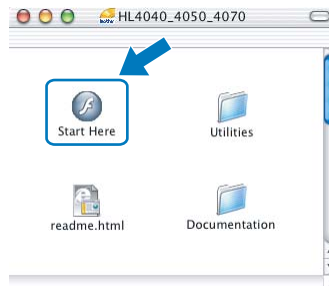 HL4040_4050_4070
Start Here
Utilities
readme.html
Documentation